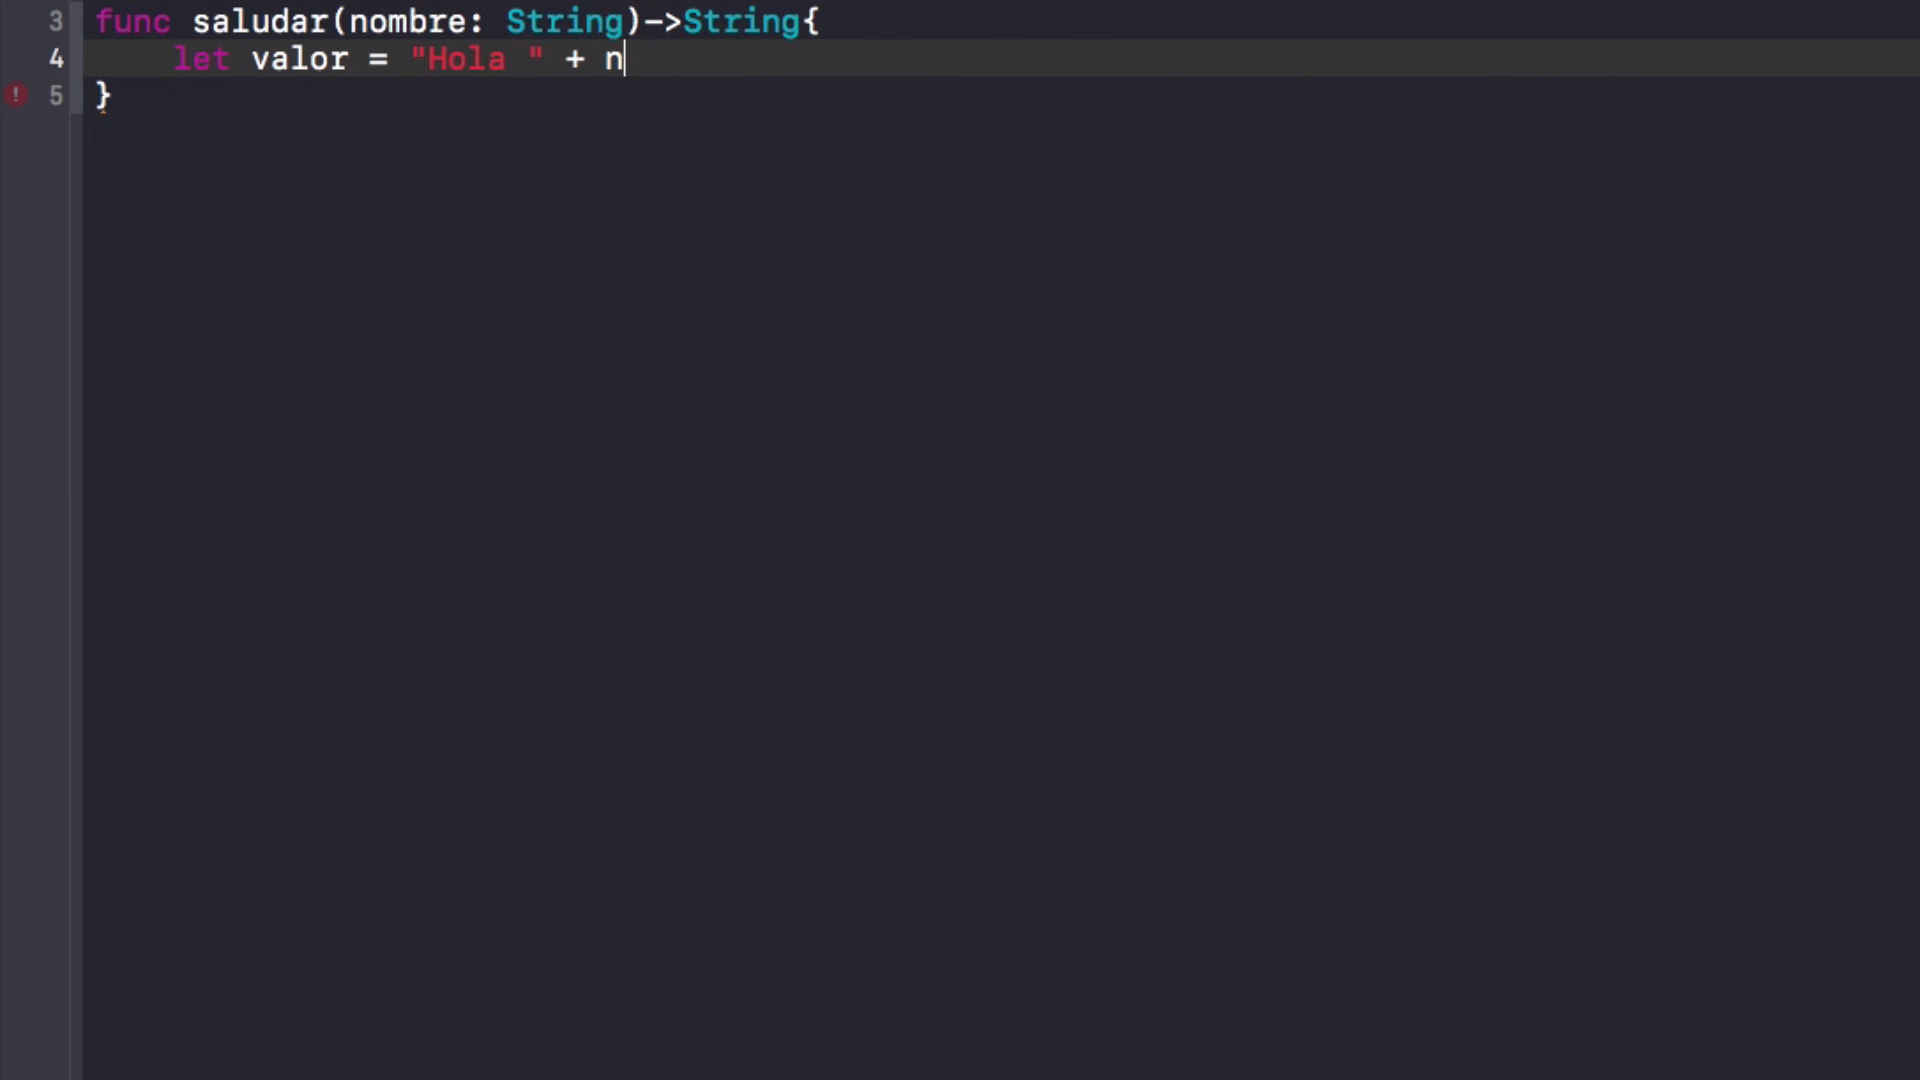 3 func saludar(nombre: String)->String{
4 let valor = "Hola " + n
! 5 }